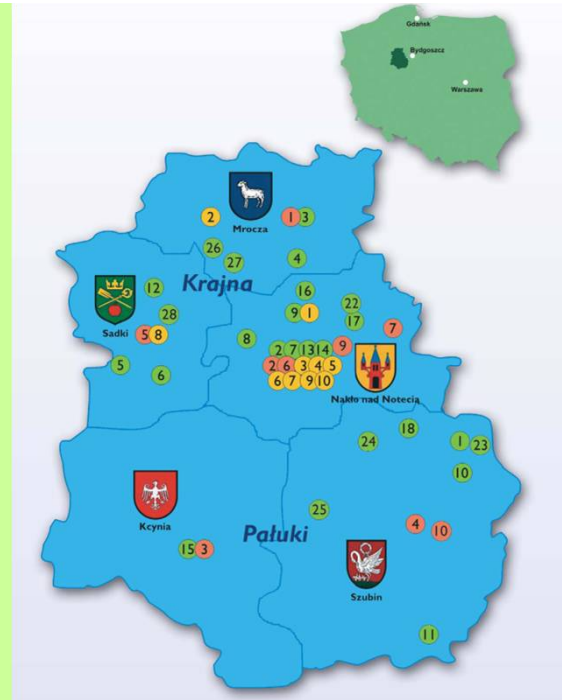 Gdańsk
Bydgoszcz
Warszawa
2
1 3
Mrocza
26
27
4
Krajna
12
28
Sadki
5 8
5
6
16
9 1
22
17
7
8
2 7 13 14 9
2 6 3 4 5
6 7 9 10
Nakło nad Notecią
18
24
1 23
10
25
Kcynia
Pałuki
4
10
15 3
Szubin
11